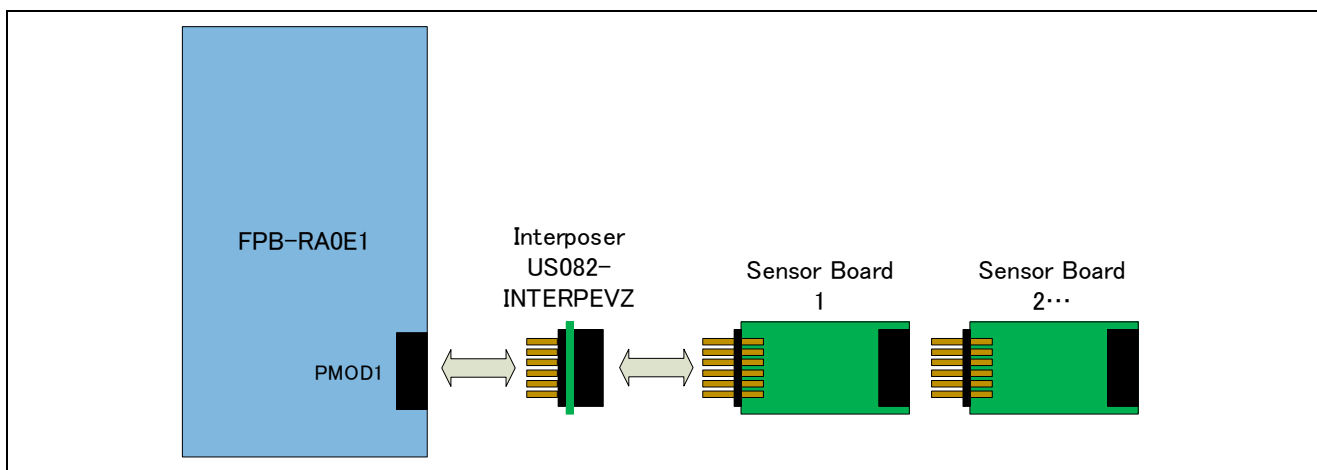 FPB-RA0E1
PMOD1
Interposer
US082-
INTERPEVZ
Sensor Board
1
Sensor Board
2⋯